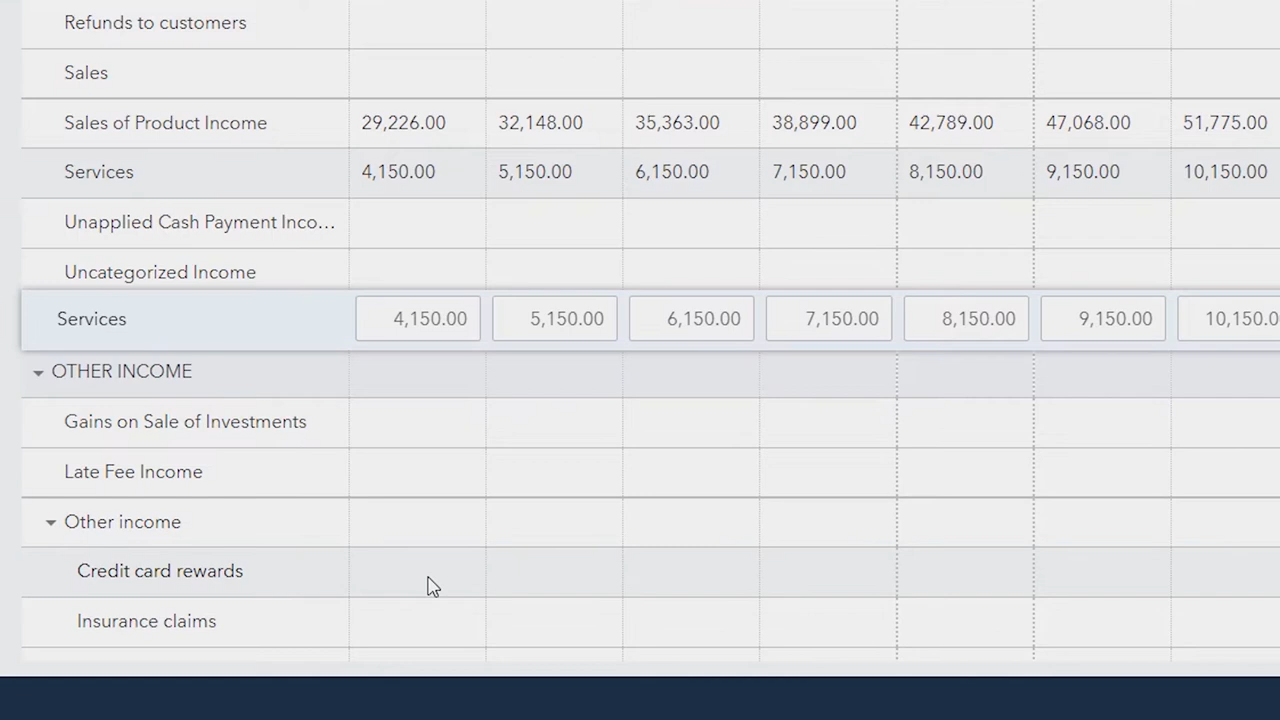 Refunds to customers
Sales
Sales of Product Income 29,226.00 32,148.00 35,363.00 38,899.00 42,789.00 47,068.00 51,775.00
Services 4,150.00 5,150.00 6,150.00 7,150.00 8,150.00 9,150.00 10,150.00
Unapplied Cash Payment Inco...
Uncategorized Income
Services 4,150.00 5,150.00 6,150.00 7,150.00 8,150.00 9,150.00 10,150.0
OTHER INCOME
Gains on Sale of Investments
Late Fee Income
Other income
Credit card rewards
Insurance claims